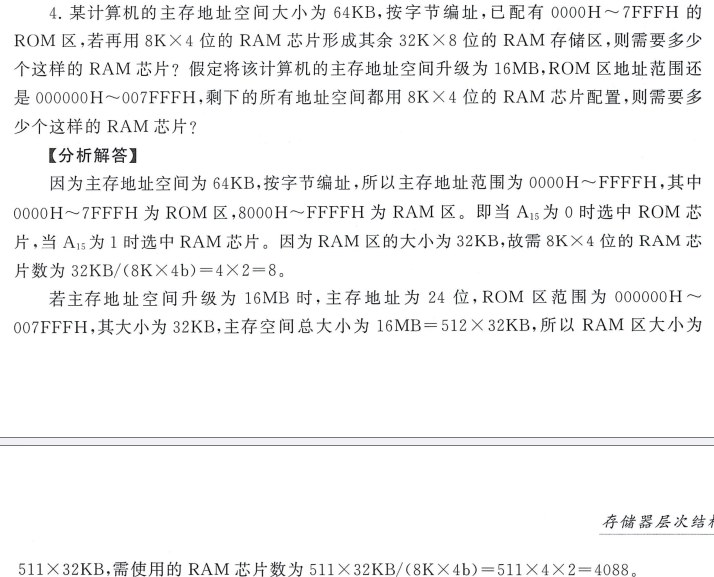 4. 某计算机的主存地址空间大小为 64KB,按字节编址,已配有 0000H～7FFFH 的
ROM 区,若再用 8K×4 位的 RAM 芯片形成其余 32K×8 位的 RAM 存储区,则需要多少
个这样的 RAM 芯片? 假定将该计算机的主存地址空间升级为 16MB,ROM 区地址范围还
是 000000H～007FFFH,剩下的所有地址空间都用 8K×4 位的 RAM 芯片配置,则需要多
少个这样的 RAM 芯片?
【分析解答】
因为主存地址空间为 64KB,按字节编址,所以主存地址范围为 0000H～FFFFH,其中
0000H～7FFFH 为 ROM 区,8000H～FFFFH 为 RAM 区。即当 A₁₅ 为 0 时选中 ROM 芯
片,当 A₁₅ 为 1 时选中 RAM 芯片。因为 RAM 区的大小为 32KB,故需 8K×4 位的 RAM 芯
片数为 32KB/(8K×4b)=4×2=8。
若主存地址空间升级为 16MB 时,主存地址为 24 位,ROM 区范围为 000000H～
007FFFH,其大小为 32KB,主存空间总大小为 16MB=512×32KB,所以 RAM 区大小为
存储器层次结
511×32KB,需使用的 RAM 芯片数为 511×32KB/(8K×4b)=511×4×2=4088。